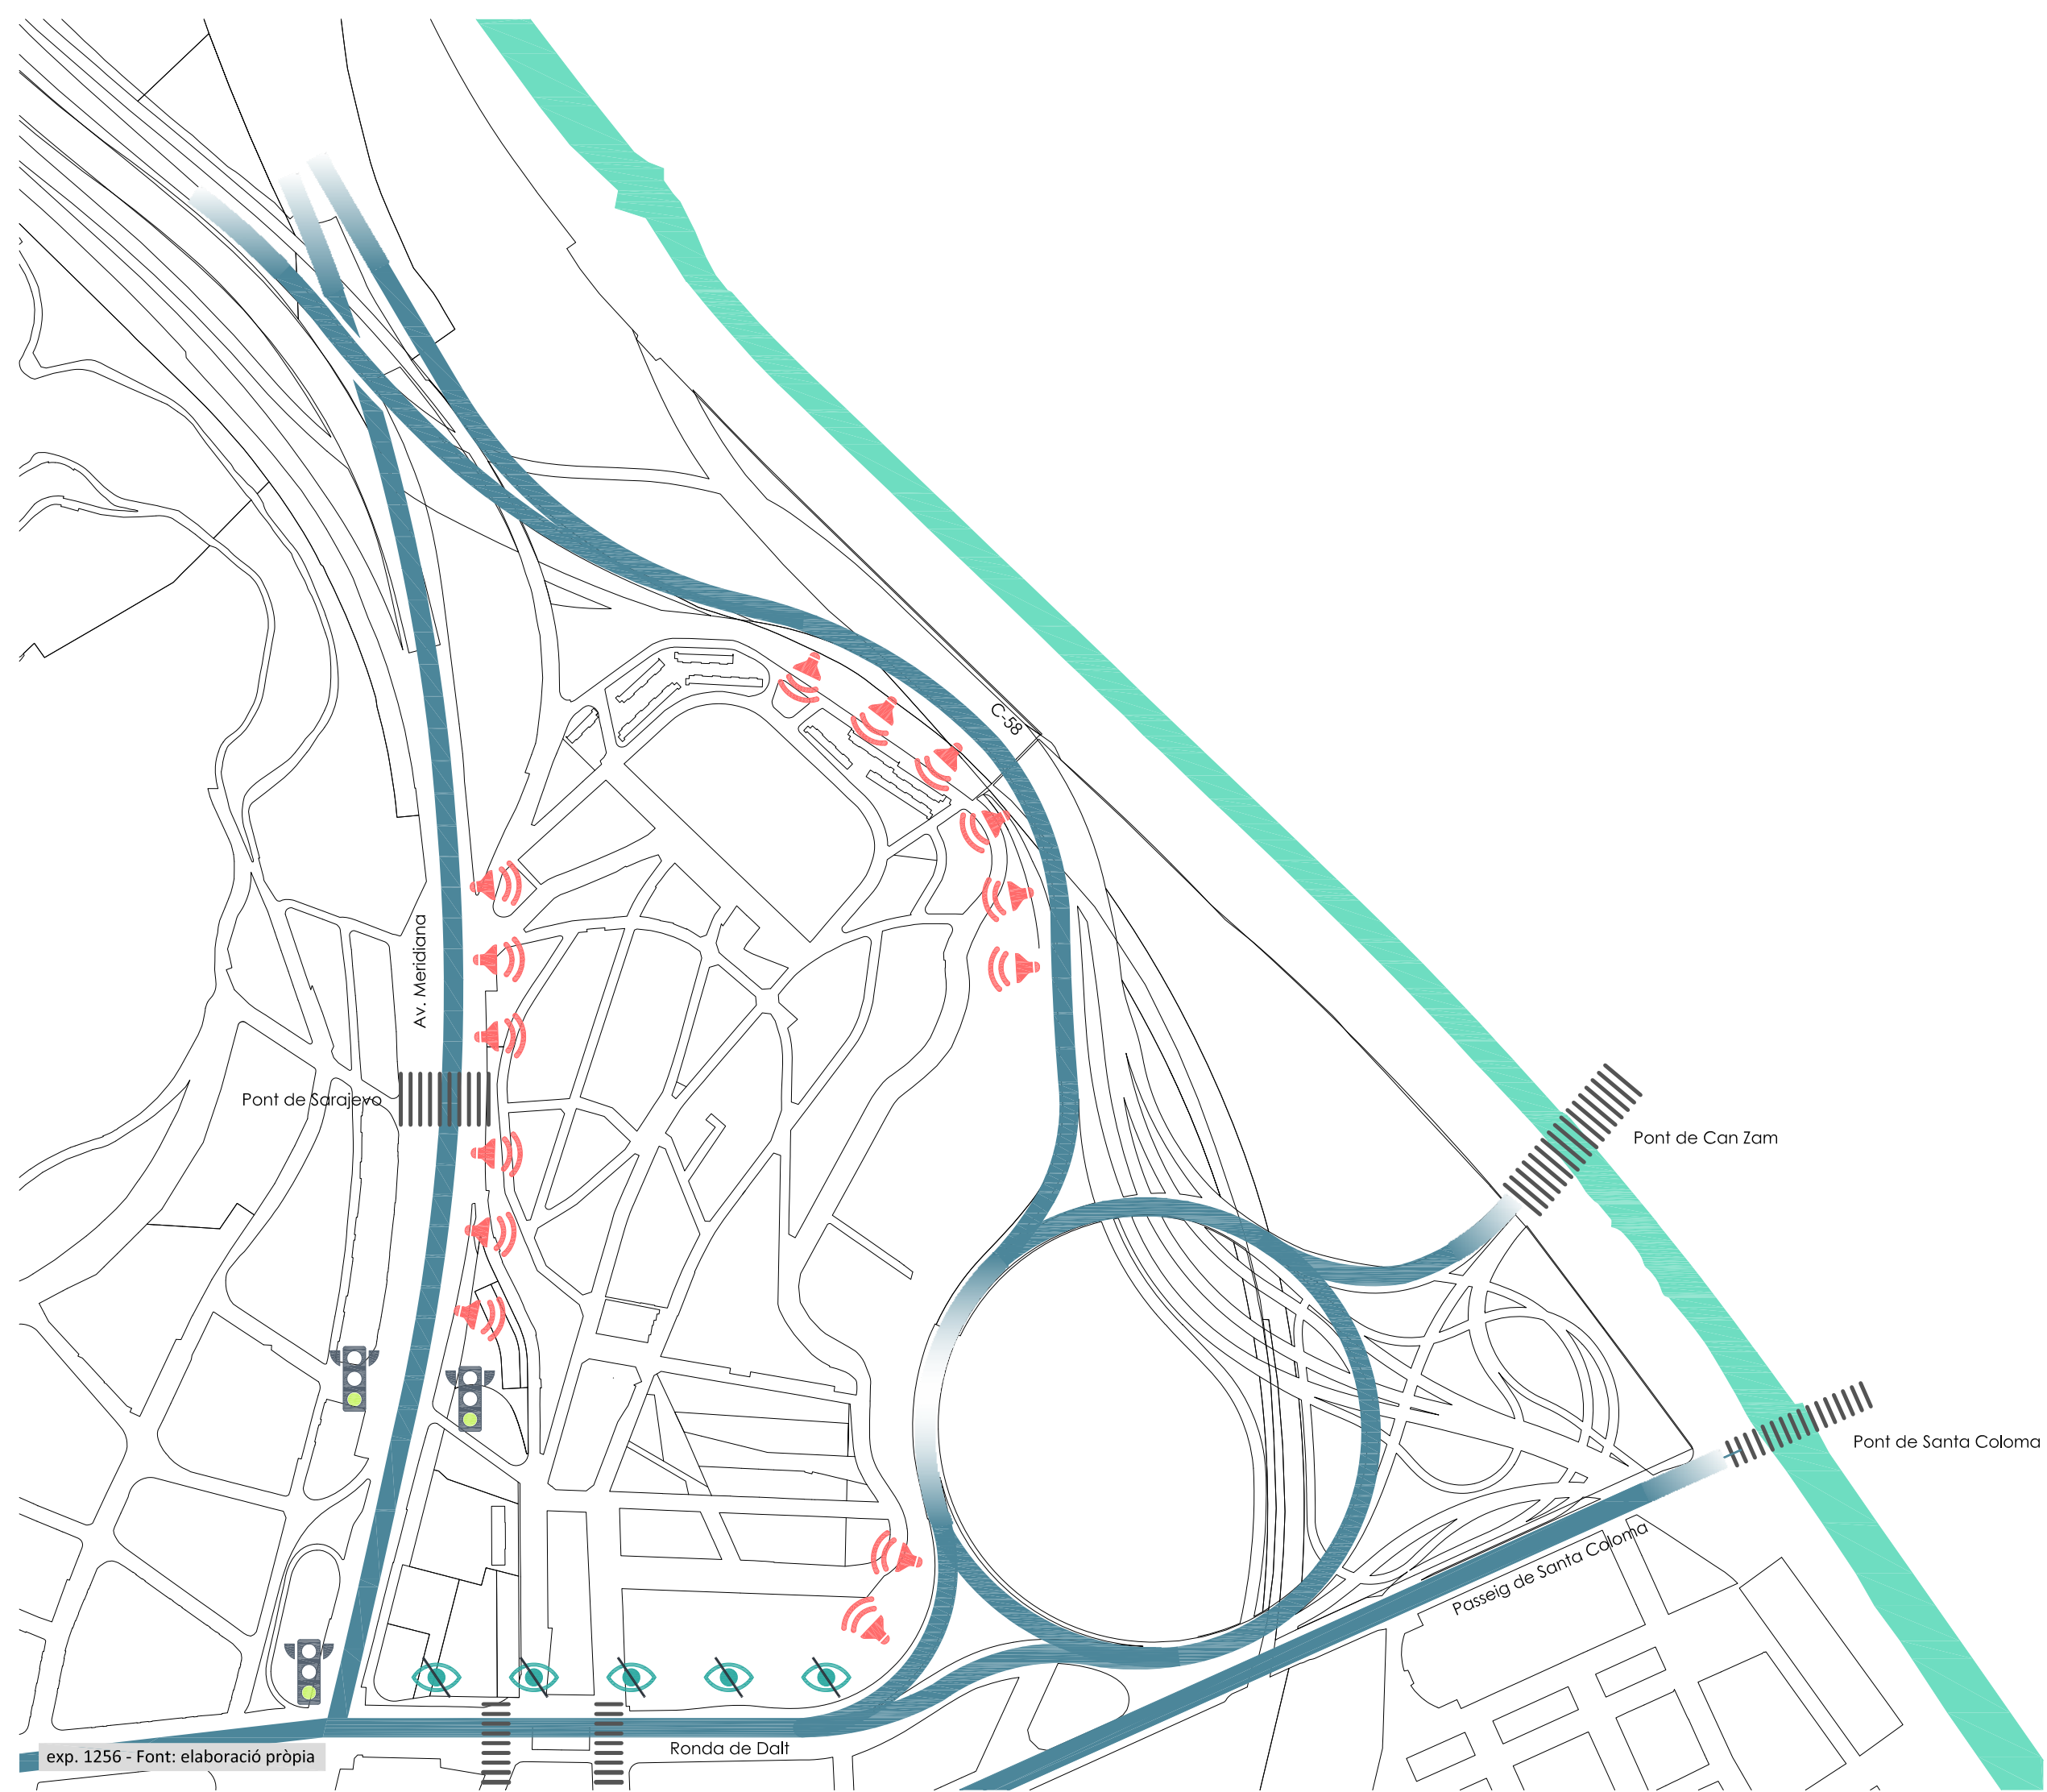 C-58
Av. Meridiana
Pont de Sarajevo
Pont de Can Zam
Pont de Santa Coloma
Passeig de Santa Coloma
Ronda de Dalt
exp. 1256 - Font: elaboració pròpia